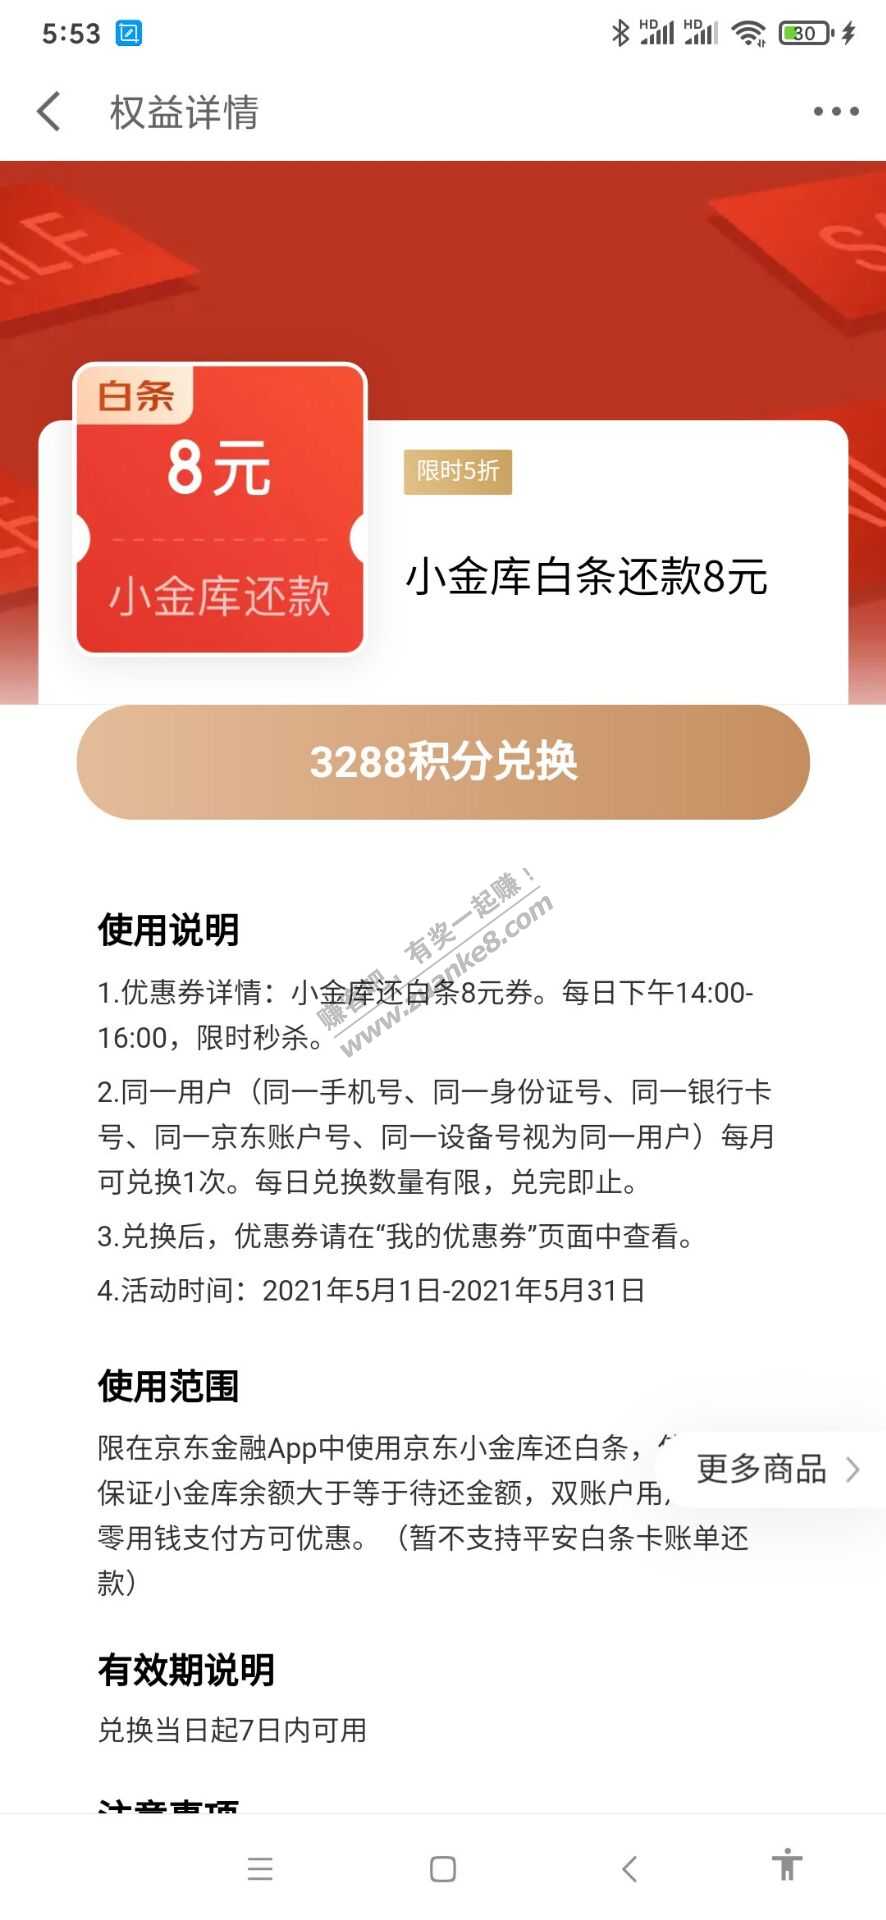 5:53
HD HD 30
权益详情
SALE
白条
8元
小金库还款
限时5折
小金库白条还款8元
3288积分兑换
使用说明
1.优惠券详情：小金库还白条8元券。每日下午14:00-
16:00，限时秒杀。
2.同一用户（同一手机号、同一身份证号、同一银行卡
号、同一京东账户号、同一设备号视为同一用户）每月
可兑换1次。每日兑换数量有限，兑完即止。
3.兑换后，优惠券请在“我的优惠券”页面中查看。
4.活动时间：2021年5月1日-2021年5月31日
赚客吧，有奖一起赚！
www.zuanke8.com
使用范围
限在京东金融App中使用京东小金库还白条，
保证小金库余额大于等于待还金额，双账户用
零用钱支付方可优惠。（暂不支持平安白条卡账单还
款）
更多商品
有效期说明
兑换当日起7日内可用
注意事项